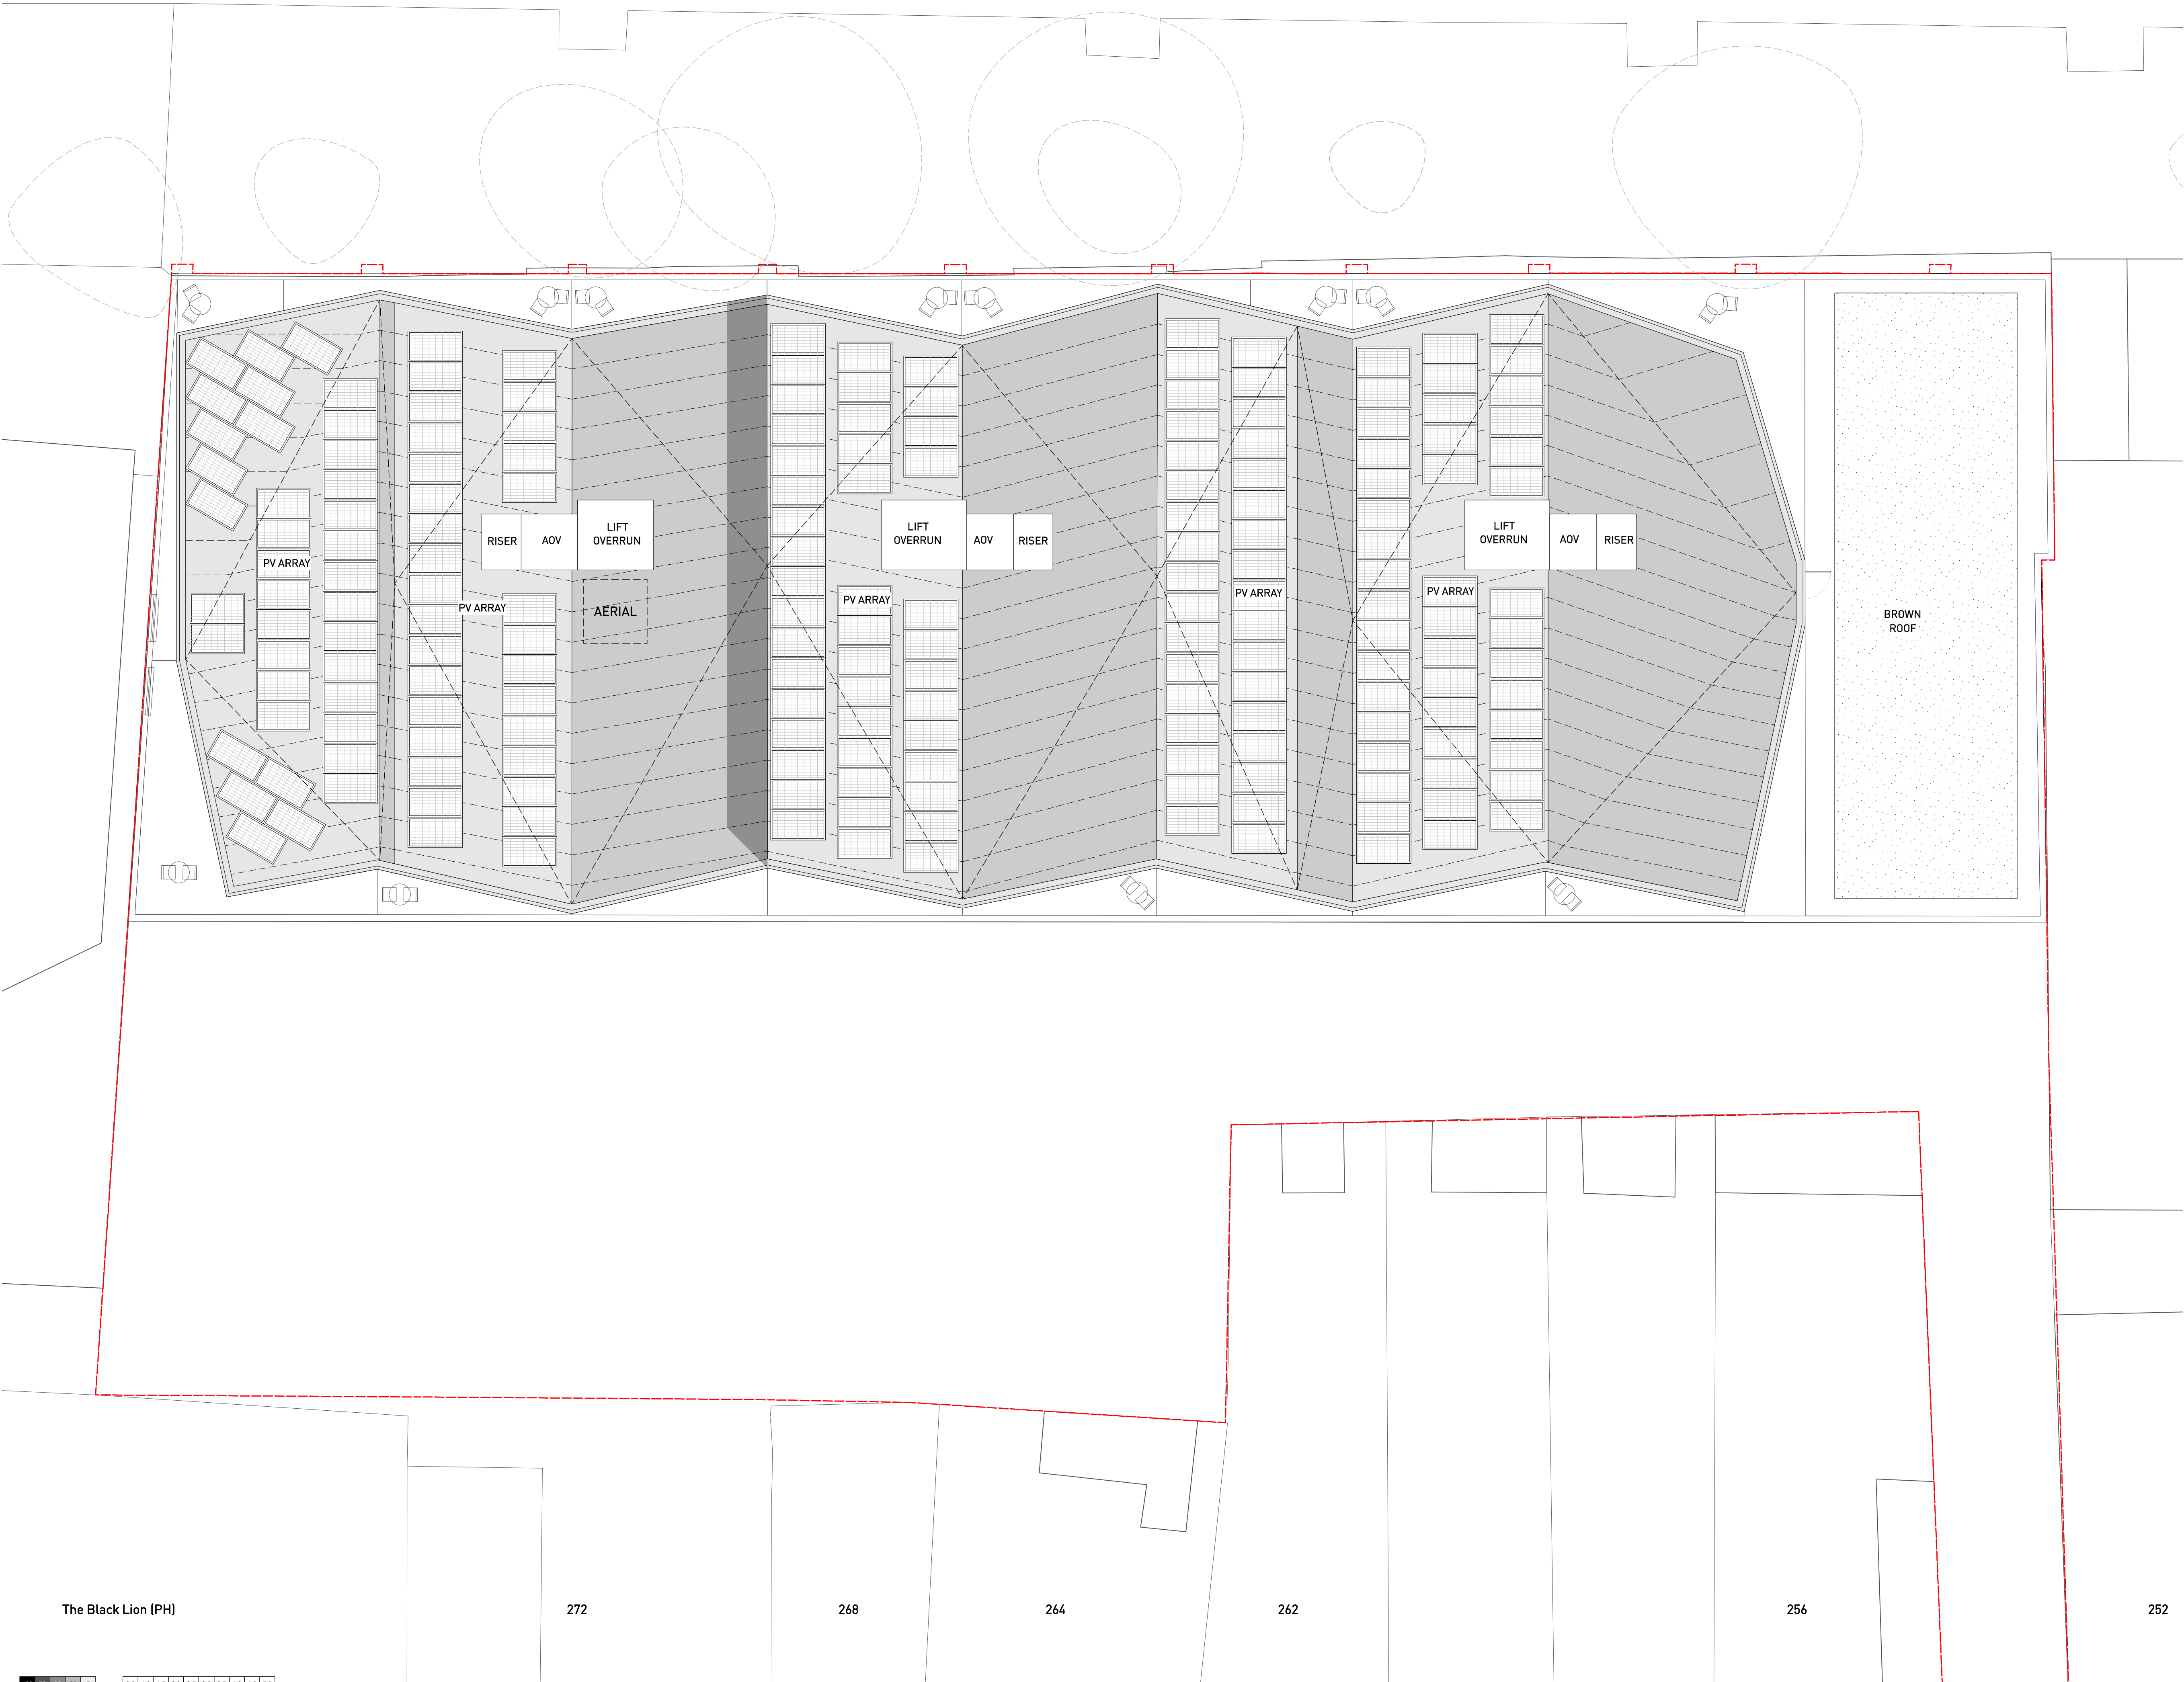 RISER
AOV
LIFT
OVERRUN
LIFT
OVERRUN
AOV
RISER
LIFT
OVERRUN
AOV
RISER
PV ARRAY
PV ARRAY
AERIAL
PV ARRAY
PV ARRAY
PV ARRAY
BROWN
ROOF
The Black Lion (PH)
272
268
264
262
256
252